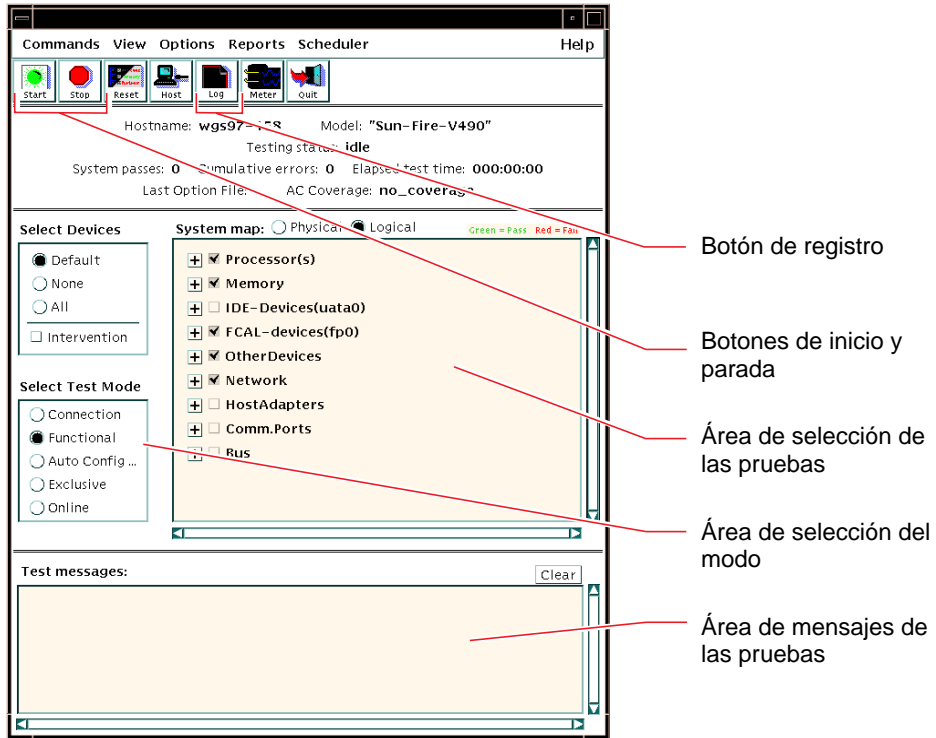 Commands View Options Reports Scheduler Help
Start Stop Reset Host Log Meter Quit
Hostname: wgs97-158 Model: "Sun-Fire-V490"
Testing status: idle
System passes: 0 Cumulative errors: 0 Elapsed test time: 000:00:00
Last Option File: AC Coverage: no_coverage
Select Devices
Default
None
All
Intervention
Select Test Mode
Connection
Functional
Auto Config ...
Exclusive
Online
System map: Physical Logical Green = Pass Red = Fail
Processor(s)
Memory
IDE-Devices(uata0)
FCAL-devices(fp0)
OtherDevices
Network
HostAdapters
Comm.Ports
Bus
Test messages: Clear
Botón de registro
Botones de inicio y
parada
Área de selección de
las pruebas
Área de selección del
modo
Área de mensajes de
las pruebas